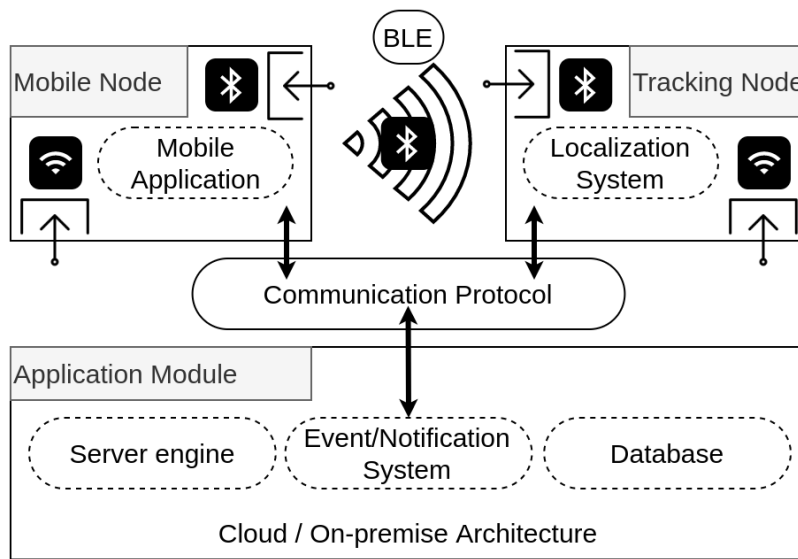 BLE
Mobile Node
Tracking Node
Mobile
Application
Localization
System
Communication Protocol
Application Module
Server engine
Event/Notification
System
Database
Cloud / On-premise Architecture